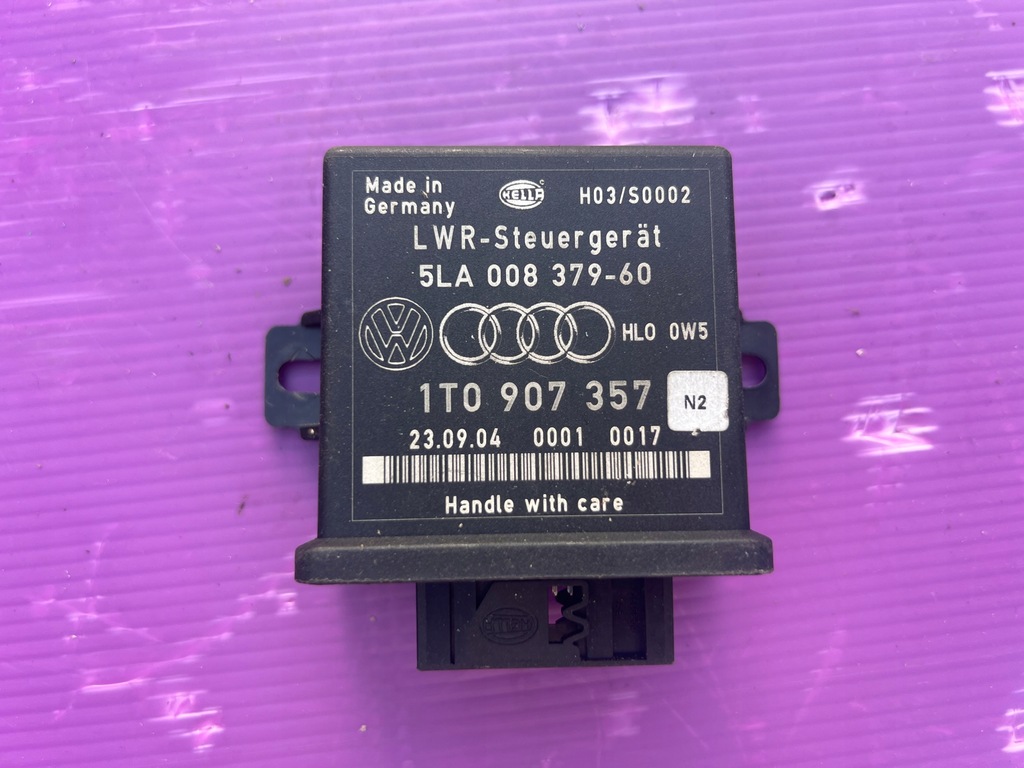 Made in
Germany
HELLA
H03/S0002
LWR-Steuergerät
5LA 008 379-60
HLO 0W5
1T0 907 357
N2
23.09.04 0001 0017
Handle with care
HELLA